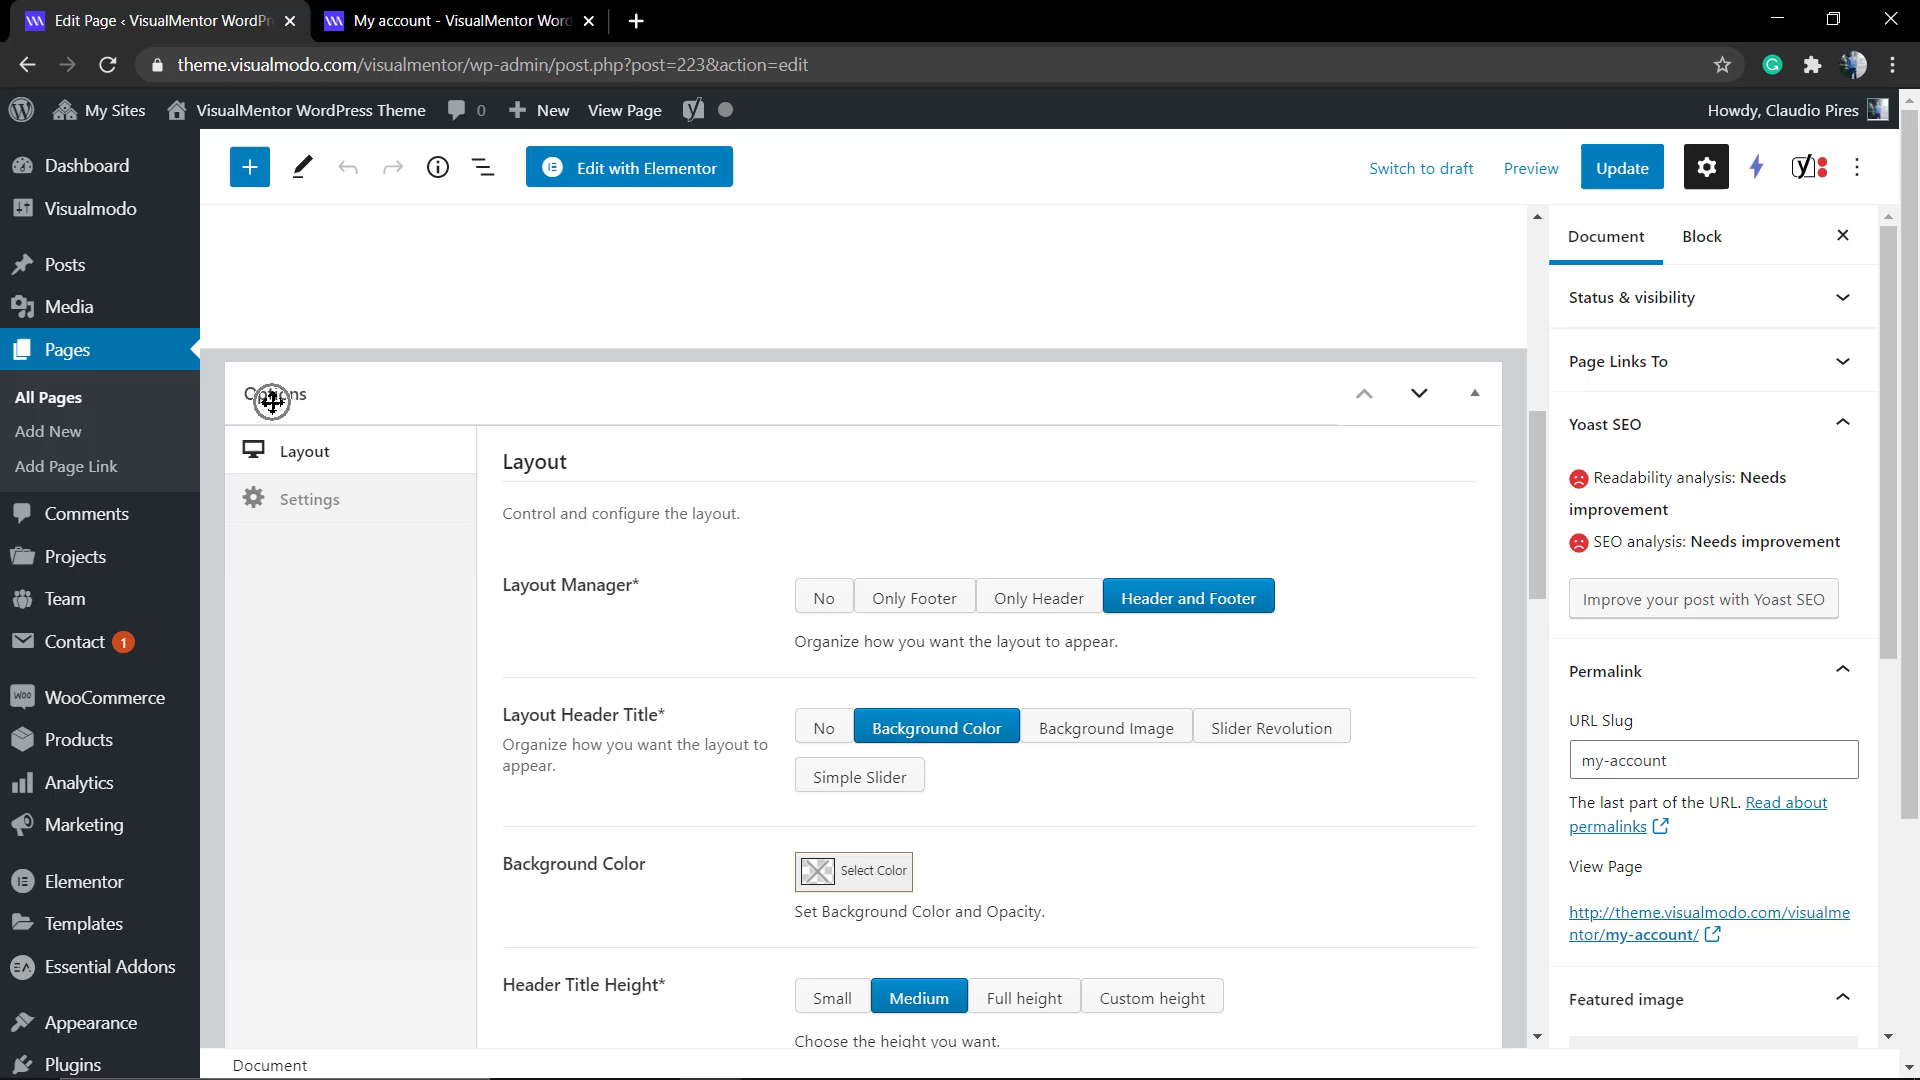 Edit Page ‹ VisualMentor WordPr
My account - VisualMentor Word
theme.visualmodo.com/visualmentor/wp-admin/post.php?post=223&action=edit
My Sites
VisualMentor WordPress Theme
0
New
View Page
Howdy, Claudio Pires
Dashboard
Visualmodo
Posts
Media
Pages
All Pages
Add New
Add Page Link
Comments
Projects
Team
Contact 1
WooCommerce
Products
Analytics
Marketing
Elementor
Templates
Essential Addons
Appearance
Plugins
Edit with Elementor
Switch to draft
Preview
Update
Options
Layout
Settings
Layout
Control and configure the layout.
Layout Manager*
No
Only Footer
Only Header
Header and Footer
Organize how you want the layout to appear.
Layout Header Title*
Organize how you want the layout to
appear.
No
Background Color
Background Image
Slider Revolution
Simple Slider
Background Color
Select Color
Set Background Color and Opacity.
Header Title Height*
Small
Medium
Full height
Custom height
Choose the height you want.
Document
Document
Block
Status & visibility
Page Links To
Yoast SEO
Readability analysis: Needs
improvement
SEO analysis: Needs improvement
Improve your post with Yoast SEO
Permalink
URL Slug
my-account
The last part of the URL. Read about
permalinks
View Page
http://theme.visualmodo.com/visualme
ntor/my-account/
Featured image